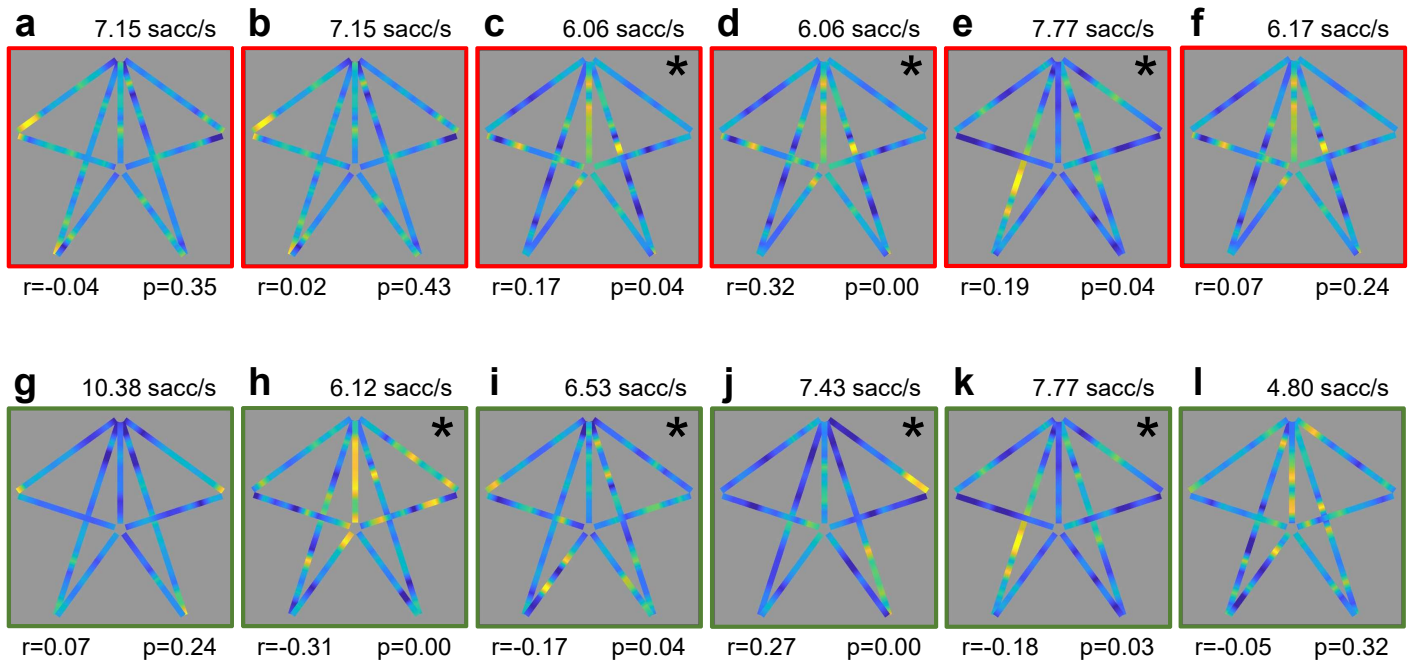 a 7.15 sacc/s b 7.15 sacc/s c 6.06 sacc/s d 6.06 sacc/s e 7.77 sacc/s f 6.17 sacc/s
* * *
r=-0.04 p=0.35 r=0.02 p=0.43 r=0.17 p=0.04 r=0.32 p=0.00 r=0.19 p=0.04 r=0.07 p=0.24
g 10.38 sacc/s h 6.12 sacc/s i 6.53 sacc/s j 7.43 sacc/s k 7.77 sacc/s l 4.80 sacc/s
* * * *
r=0.07 p=0.24 r=-0.31 p=0.00 r=-0.17 p=0.04 r=0.27 p=0.00 r=-0.18 p=0.03 r=-0.05 p=0.32